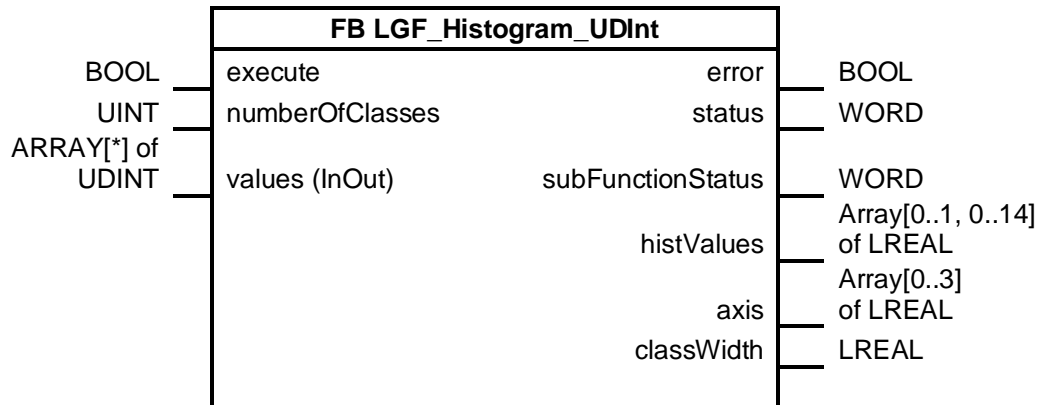 FB LGF_Histogram_UDInt
BOOL execute error BOOL
UINT numberOfClasses status WORD
ARRAY[*] of
UDINT values (InOut) subFunctionStatus WORD
Array[0..1, 0..14]
histValues of LREAL
Array[0..3]
axis of LREAL
classWidth LREAL